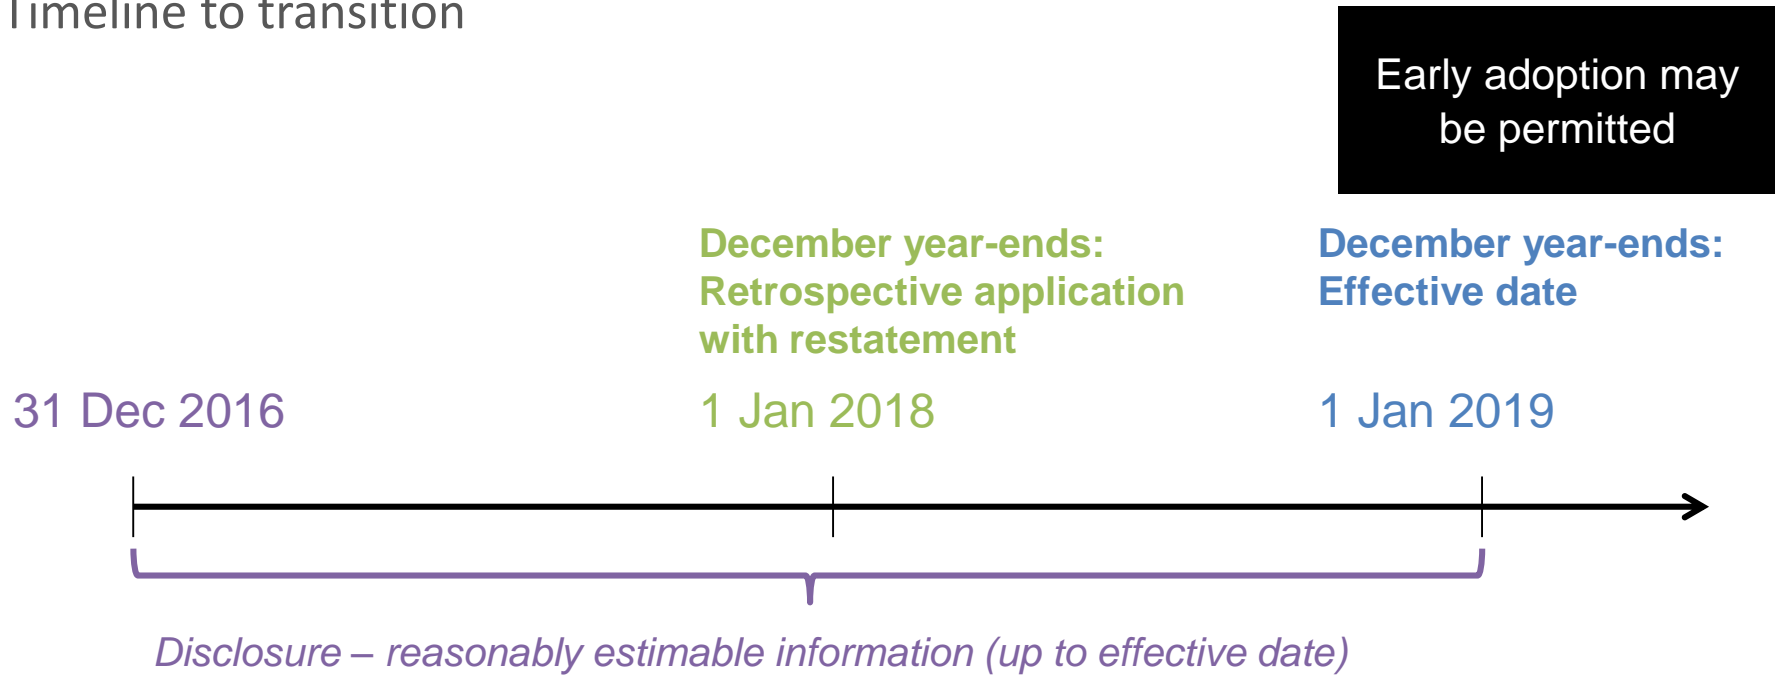 Timeline to transition
Early adoption may
be permitted
December year-ends:
Retrospective application
with restatement
December year-ends:
Effective date
31 Dec 2016
1 Jan 2018
1 Jan 2019
Disclosure – reasonably estimable information (up to effective date)